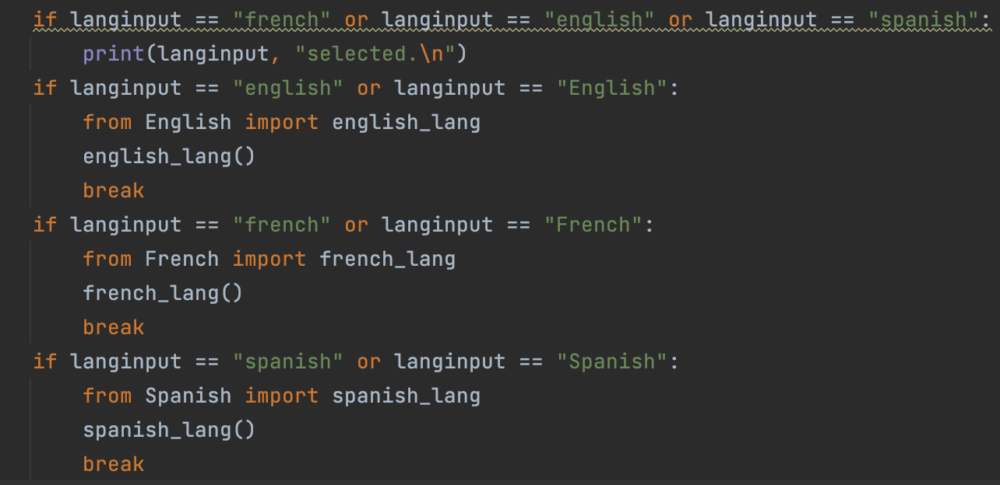 if langinput == "french" or langinput == "english" or langinput == "spanish":
    print(langinput, "selected.\n")
if langinput == "english" or langinput == "English":
    from English import english_lang
    english_lang()
    break
if langinput == "french" or langinput == "French":
    from French import french_lang
    french_lang()
    break
if langinput == "spanish" or langinput == "Spanish":
    from Spanish import spanish_lang
    spanish_lang()
    break